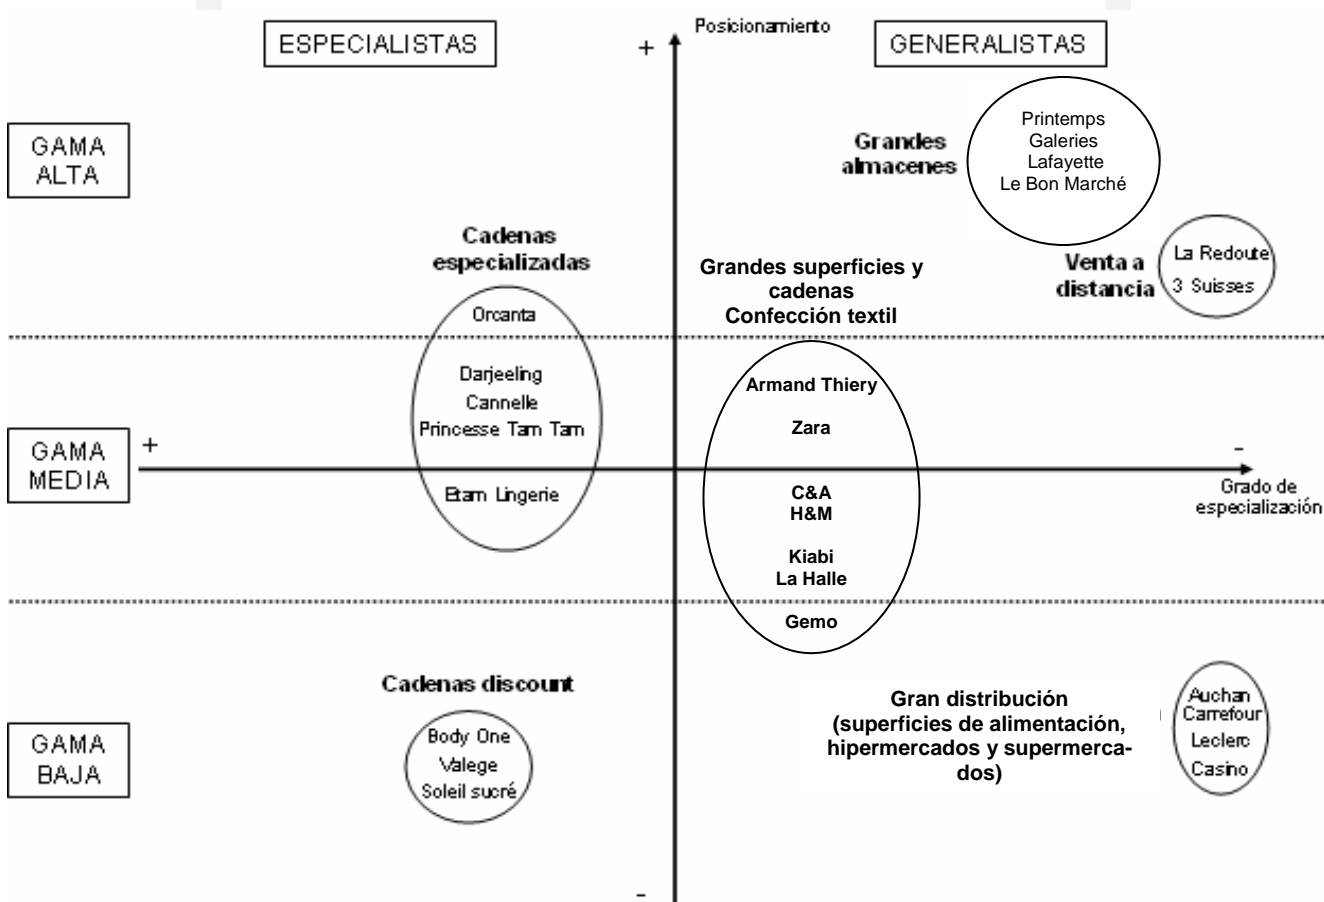 Posicionamiento
ESPECIALISTAS
+
GENERALISTAS
GAMA
ALTA
Grandes
almacenes
Printemps
Galeries
Lafayette
Le Bon Marché
Cadenas
especializadas
Grandes superficies y
cadenas
Confección textil
Venta a
distancia
La Redoute
3 Suisses
Orcanta
Darjeeling
Cannelle
Princesse Tam Tam
Etam Lingerie
Armand Thiery
Zara
C&A
H&M
Kiabi
La Halle
Gemo
GAMA
MEDIA
+
-
Grado de
especialización
Cadenas discount
Body One
Valege
Soleil sucré
Gran distribución
(superficies de alimentación,
hipermercados y supermerca-
dos)
Auchan
Carrefour
Leclerc
Casino
GAMA
BAJA
-